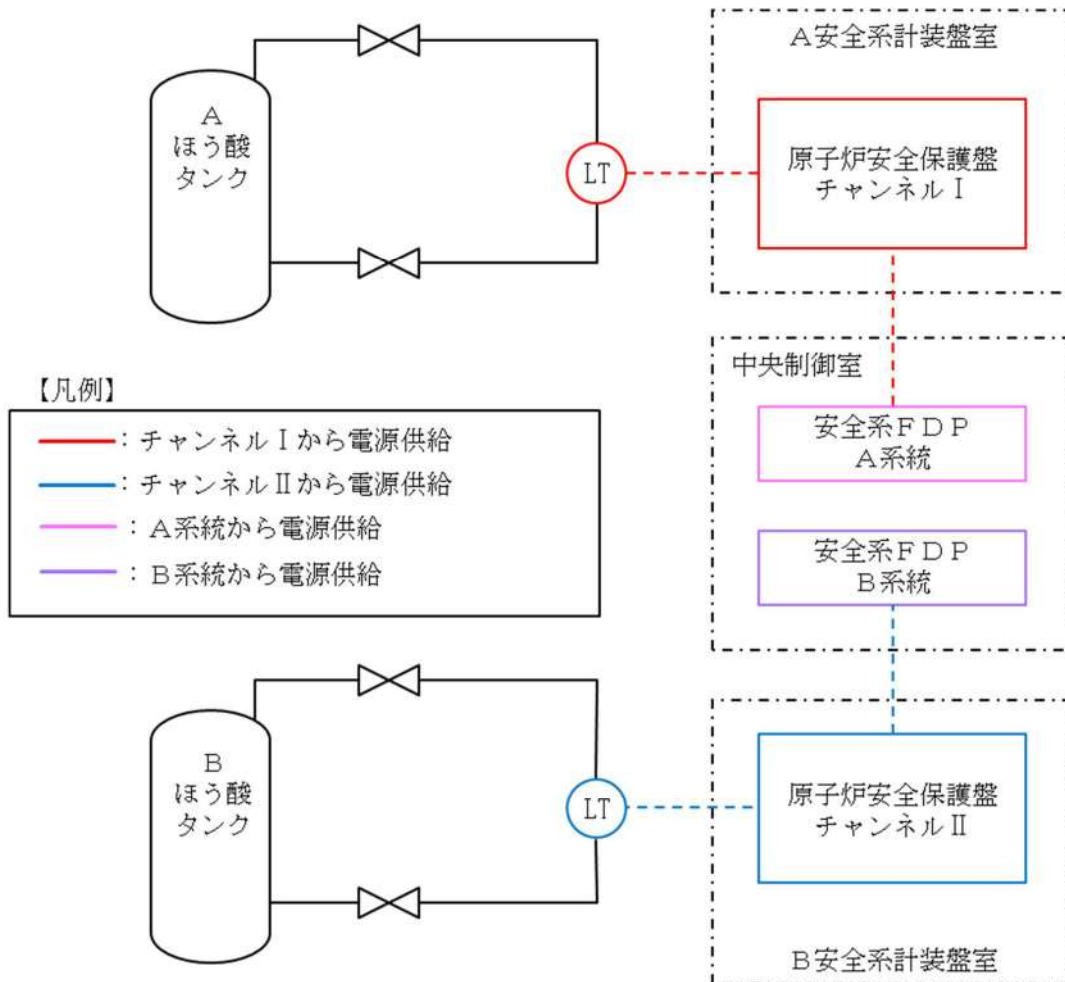 A安全系計装盤室
A
ほう酸
タンク
LT
原子炉安全保護盤
チャンネルⅠ
中央制御室
安全系FDP
A系統
安全系FDP
B系統
【凡例】
：チャンネルⅠから電源供給
：チャンネルⅡから電源供給
：A系統から電源供給
：B系統から電源供給
B
ほう酸
タンク
LT
原子炉安全保護盤
チャンネルⅡ
B安全系計装盤室